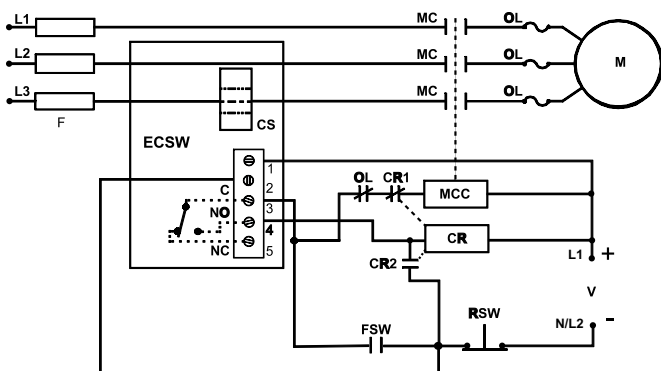 L1 MC OL
L2 MC OL M
L3 MC OL
F CS
ECSW
1
C 2
NO 3
4
NC 5
OL CR1 MCC
CR
CR2
L1 +
V
RSW
N/L2 -
FSW